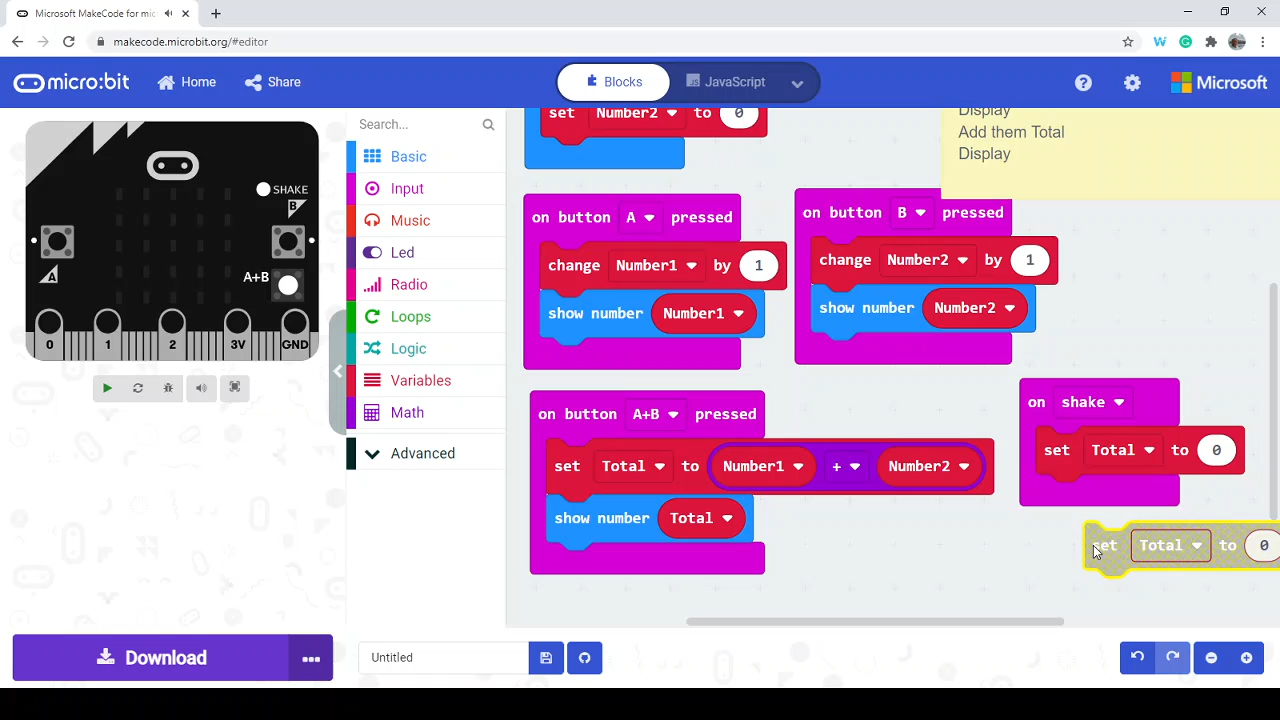 Microsoft MakeCode for mic
makecode.microbit.org/#editor
micro:bit
Home
Share
Blocks
JavaScript
Microsoft
SHAKE
B
A
A+B
0 1 2 3V GND
Search...
Basic
Input
Music
Led
Radio
Loops
Logic
Variables
Math
Advanced
set Number2 to 0
Display
Add them Total
Display
on button A pressed
change Number1 by 1
show number Number1
on button B pressed
change Number2 by 1
show number Number2
on button A+B pressed
set Total to Number1 + Number2
show number Total
on shake
set Total to 0
set Total to 0
Download
Untitled